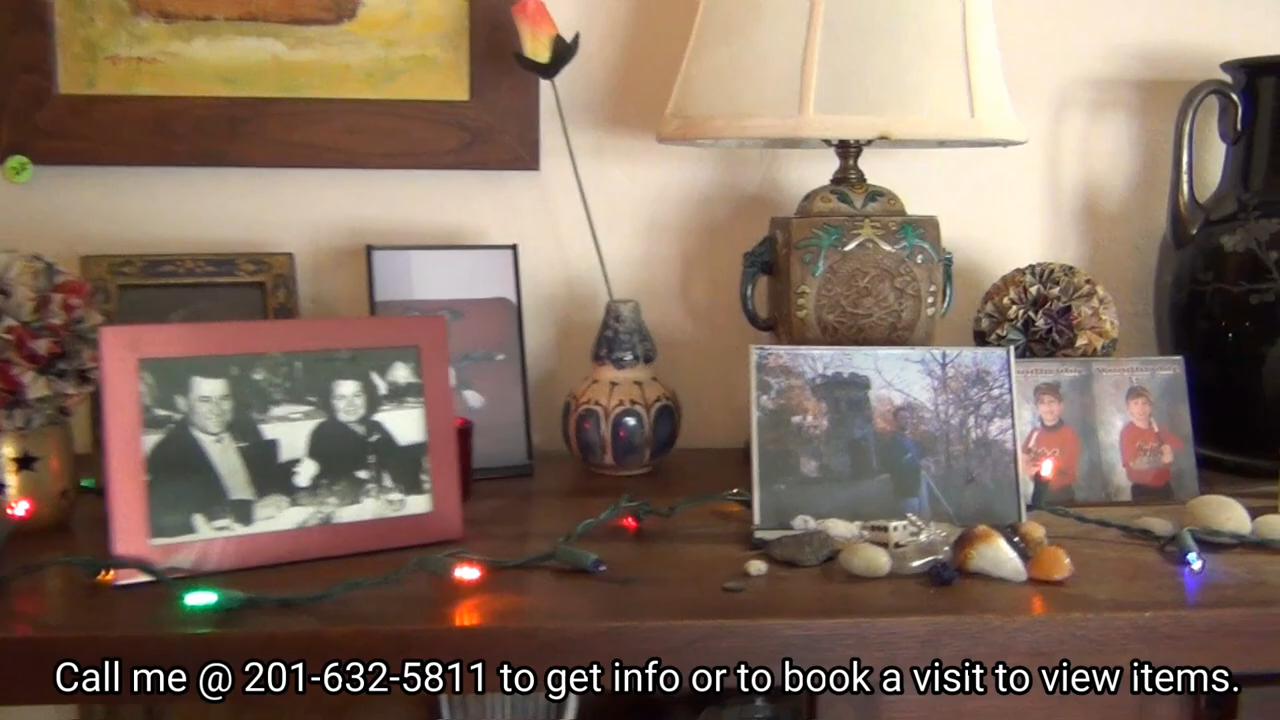 Call me @ 201-632-5811 to get info or to book a visit to view items.